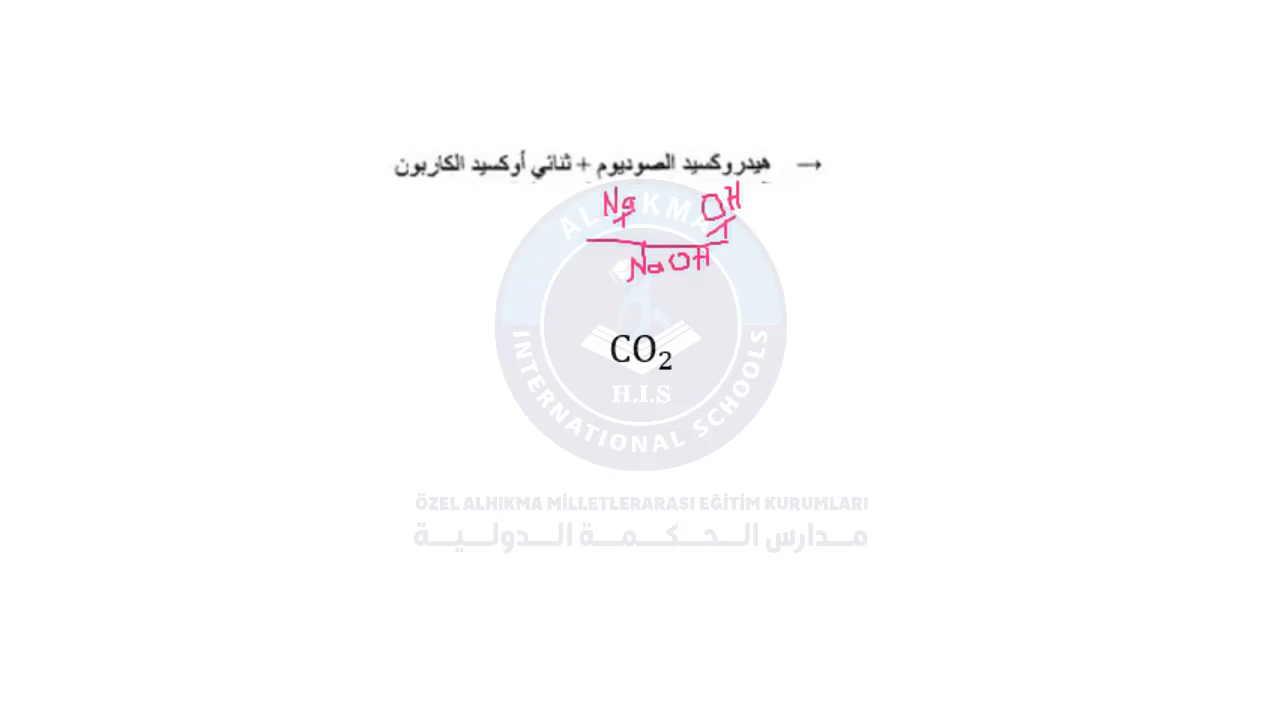 هيدروكسيد الصوديوم + ثنائي أوكسيد الكاربون →
Na OH
NaOH
ALHIKMA
CO₂
H.I.S
INTERNATIONAL SCHOOLS
ÖZEL ALHIKMA MİLLETLERARASI EĞİTİM KURUMLARI
مدارس الحكمة الدولية